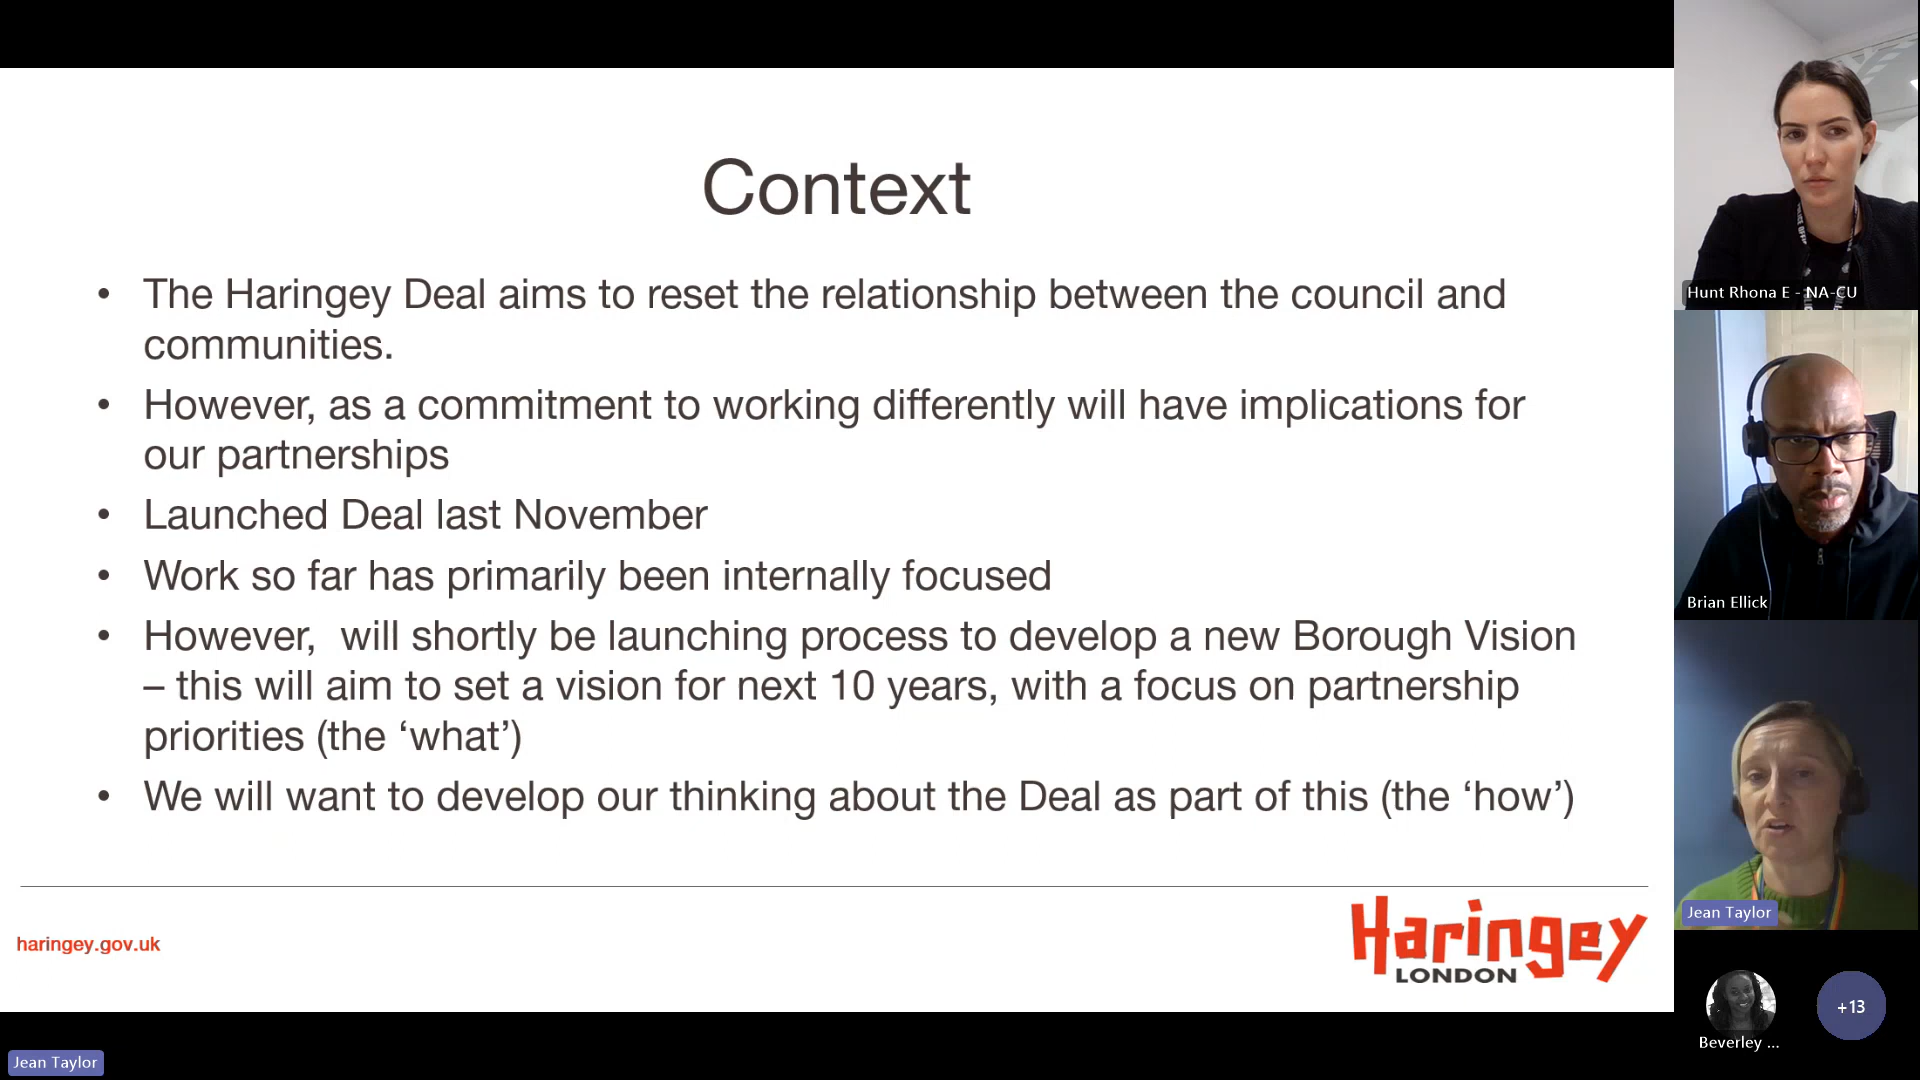 Context
• The Haringey Deal aims to reset the relationship between the council and
communities.
• However, as a commitment to working differently will have implications for
our partnerships
• Launched Deal last November
• Work so far has primarily been internally focused
• However,  will shortly be launching process to develop a new Borough Vision
– this will aim to set a vision for next 10 years, with a focus on partnership
priorities (the ‘what’)
• We will want to develop our thinking about the Deal as part of this (the ‘how’)
haringey.gov.uk
Haringey
LONDON
Jean Taylor
Hunt Rhona E - NA-CU
Brian Ellick
Jean Taylor
Beverley ...
+13